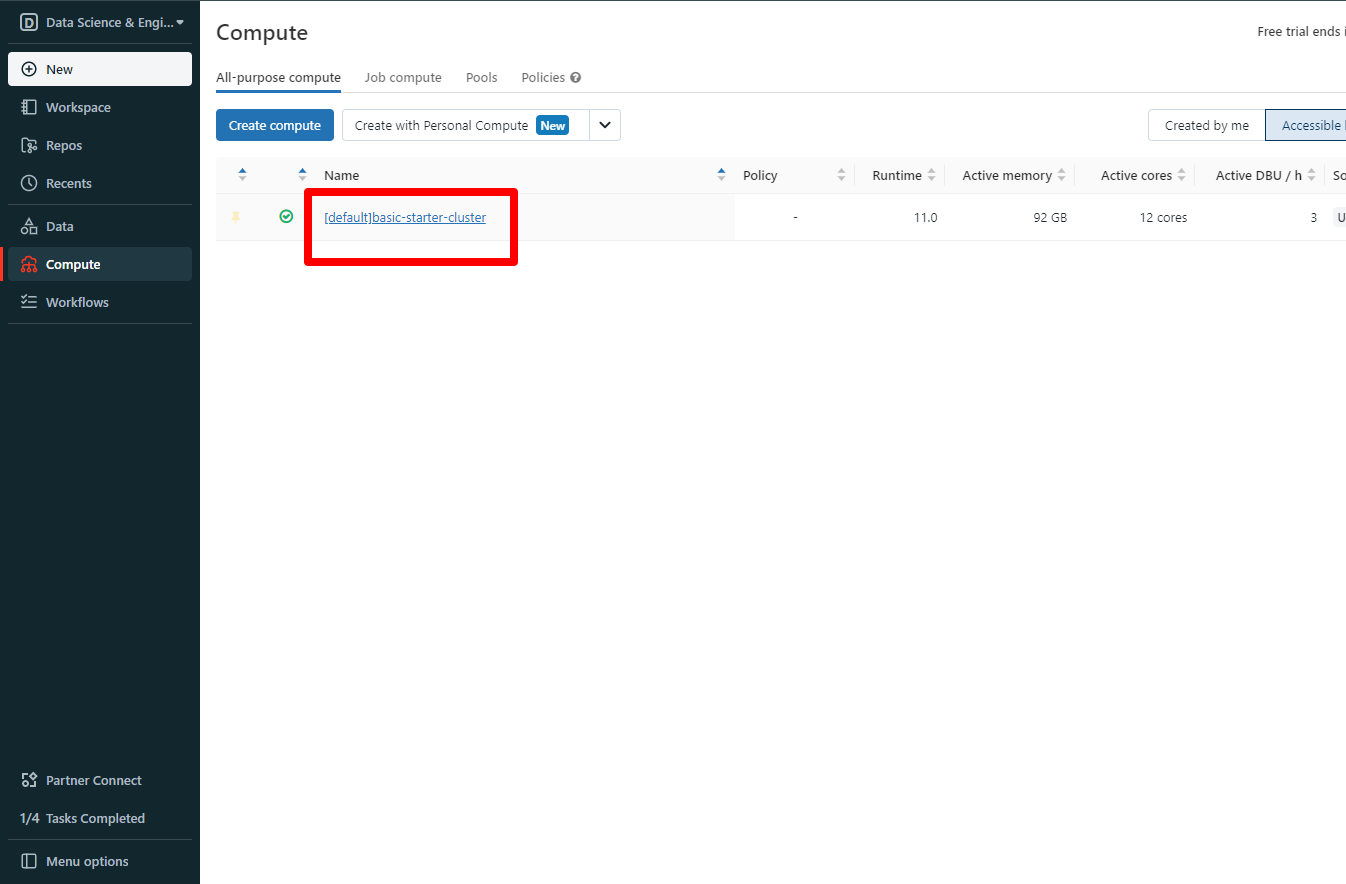 Data Science & Engi...
New
Workspace
Repos
Recents
Data
Compute
Workflows
Partner Connect
1/4 Tasks Completed
Menu options
Compute
Free trial ends i
All-purpose compute Job compute Pools Policies ?
Create compute Create with Personal Compute New Created by me Accessible
Name Policy Runtime Active memory Active cores Active DBU / h So
[default]basic-starter-cluster - 11.0 92 GB 12 cores 3 U